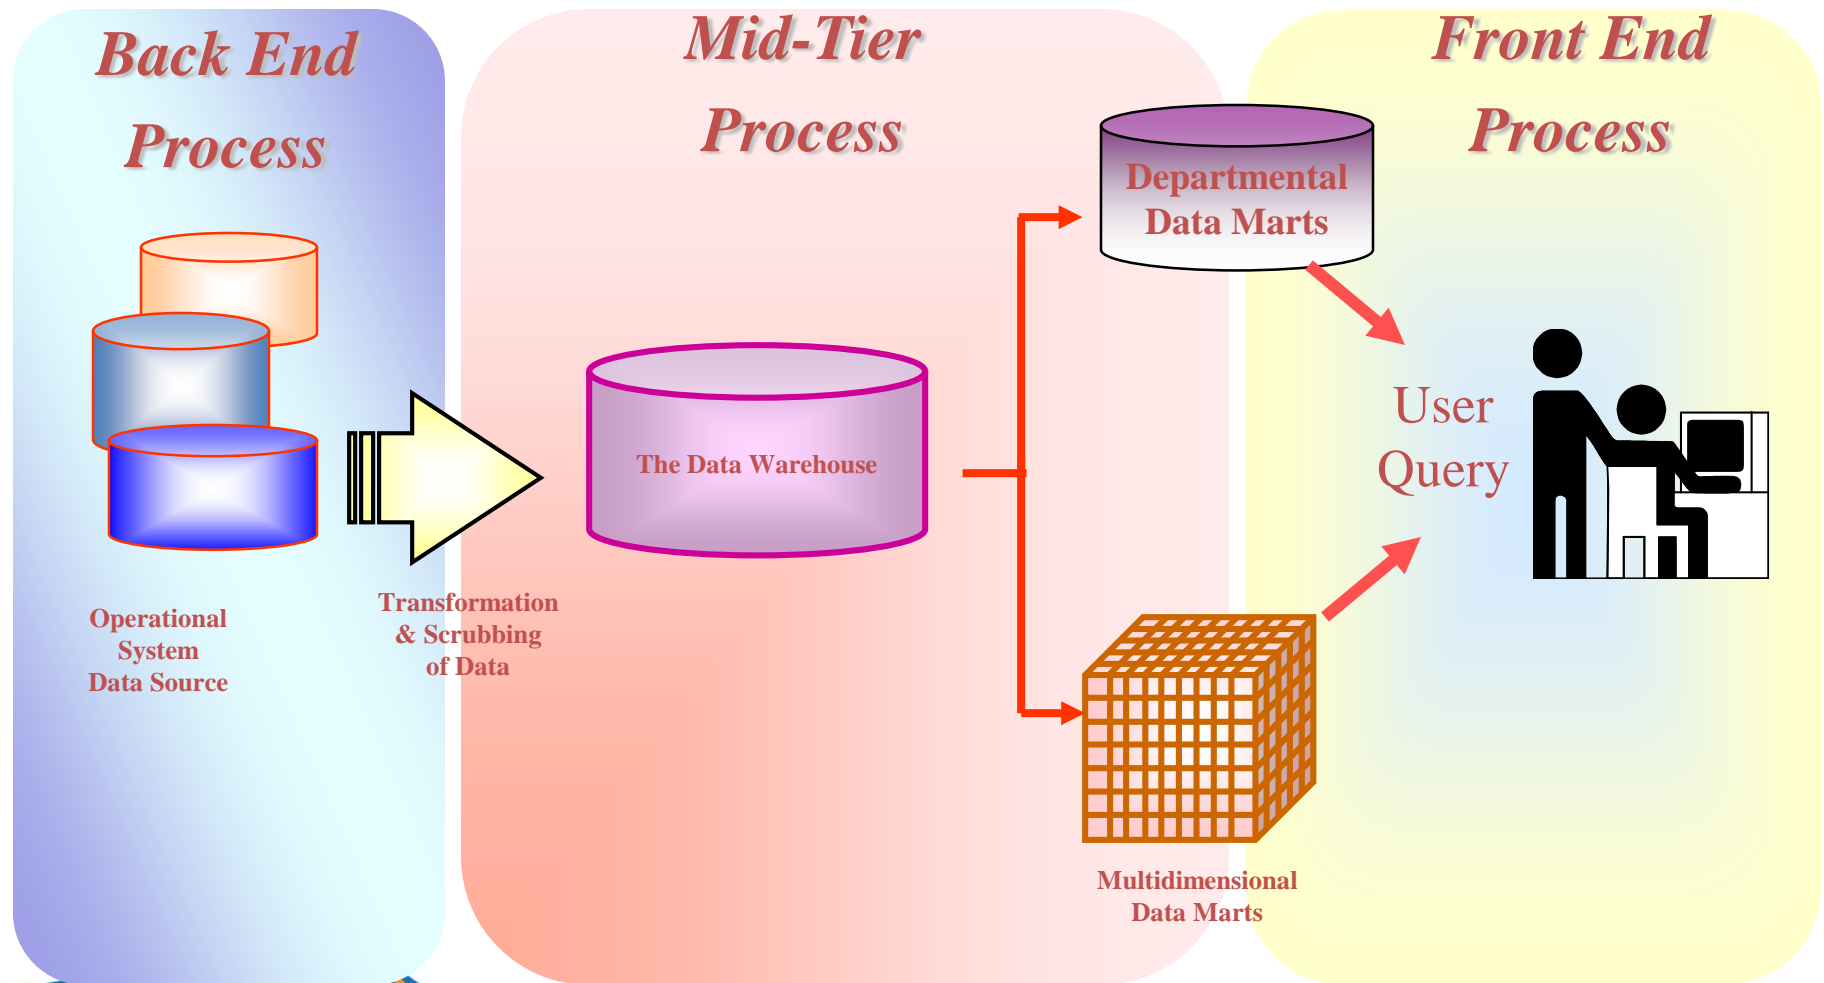 Back End
Process
Mid-Tier
Process
Front End
Process
Departmental
Data Marts
The Data Warehouse
User
Query
Operational
System
Data Source
Transformation
& Scrubbing
of Data
Multidimensional
Data Marts